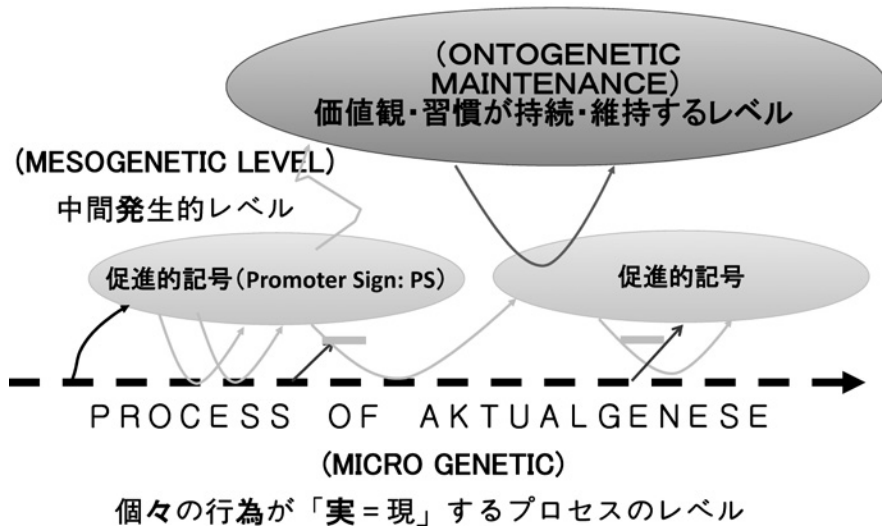 (ONTOGENETIC
MAINTENANCE)
価値観・習慣が持続・維持するレベル
(MESOGENETIC LEVEL)
中間発生的レベル
促進的記号(Promoter Sign: PS)
促進的記号
PROCESS OF AKTUALGENESE
(MICRO GENETIC)
個々の行為が「実=現」するプロセスのレベル